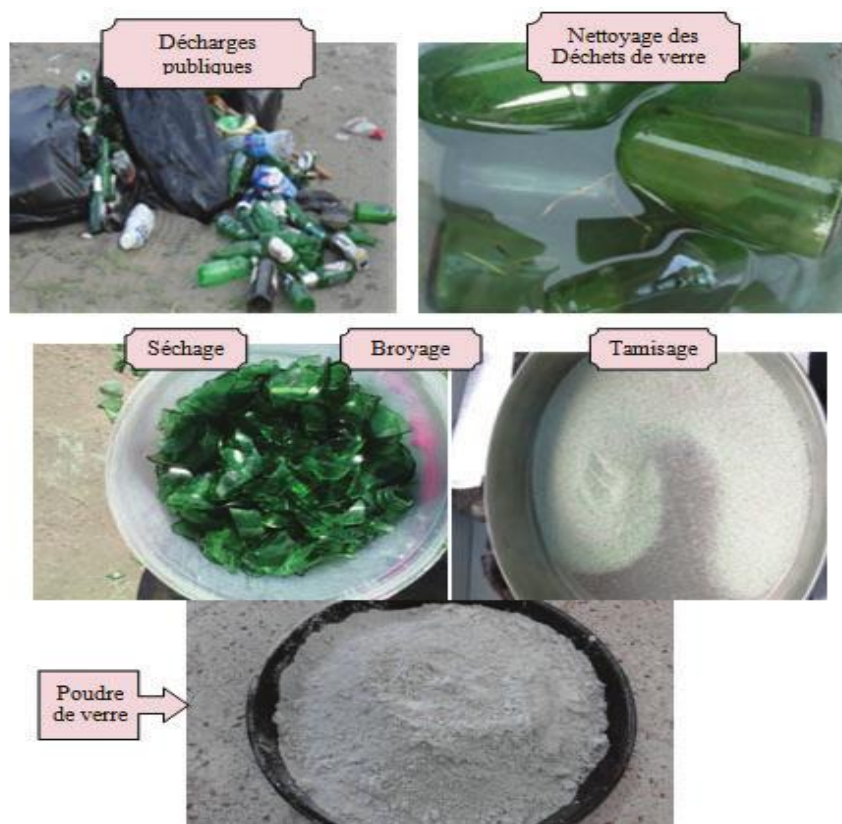 Décharges
publiques
Nettoyage des
Déchets de verre
Séchage
Broyage
Tamisage
Poudre
de verre